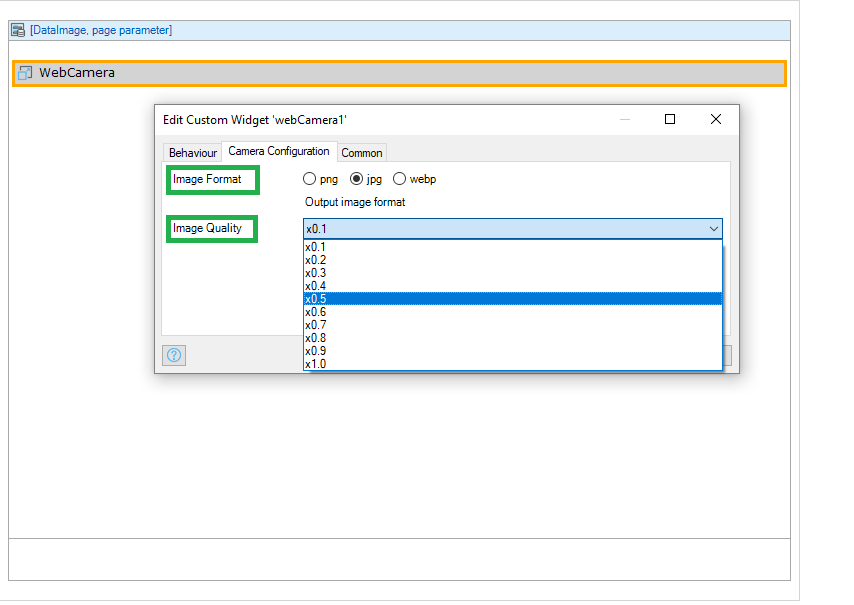 [DataImage, page parameter]
WebCamera
Edit Custom Widget 'webCamera1'
Behaviour Camera Configuration Common
Image Format png jpg webp
Output image format
Image Quality x0.1
x0.1
x0.2
x0.3
x0.4
x0.5
x0.6
x0.7
x0.8
x0.9
x1.0
?